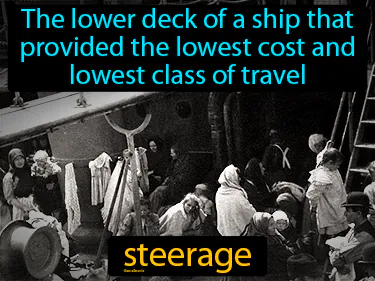 The lower deck of a ship that
provided the lowest cost and
lowest class of travel
steerage